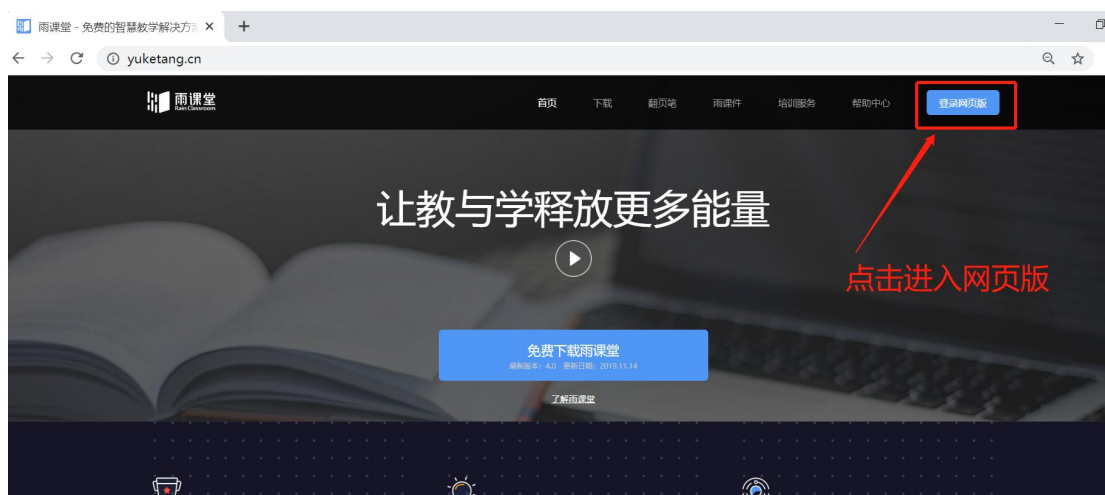 雨课堂 - 免费的智慧教学解决方
yuketang.cn
雨课堂
Rain Classroom
首页 下载 翻页笔 雨课件 培训服务 帮助中心 登录网页版
让教与学释放更多能量
点击进入网页版
免费下载雨课堂
最新版本：4.0 更新日期：2019.11.14
了解雨课堂